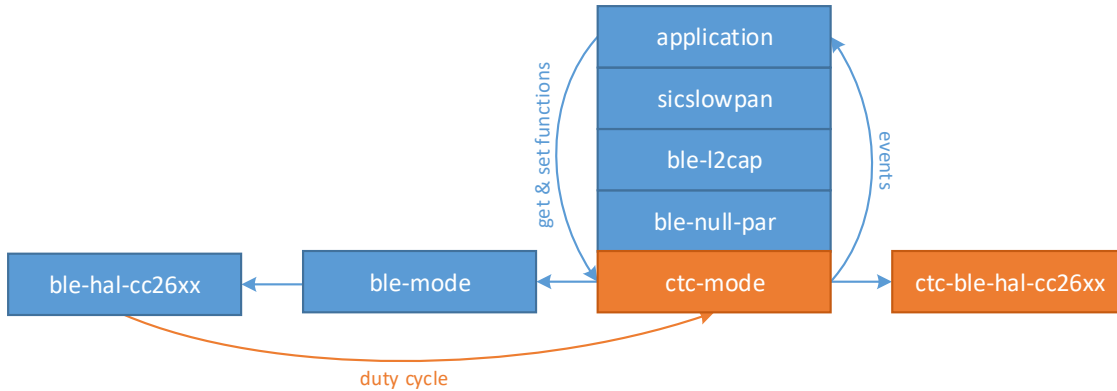 application
sicslowpan
get & set functions
events
ble-l2cap
ble-null-par
ble-hal-cc26xx
ble-mode
ctc-mode
ctc-ble-hal-cc26xx
duty cycle